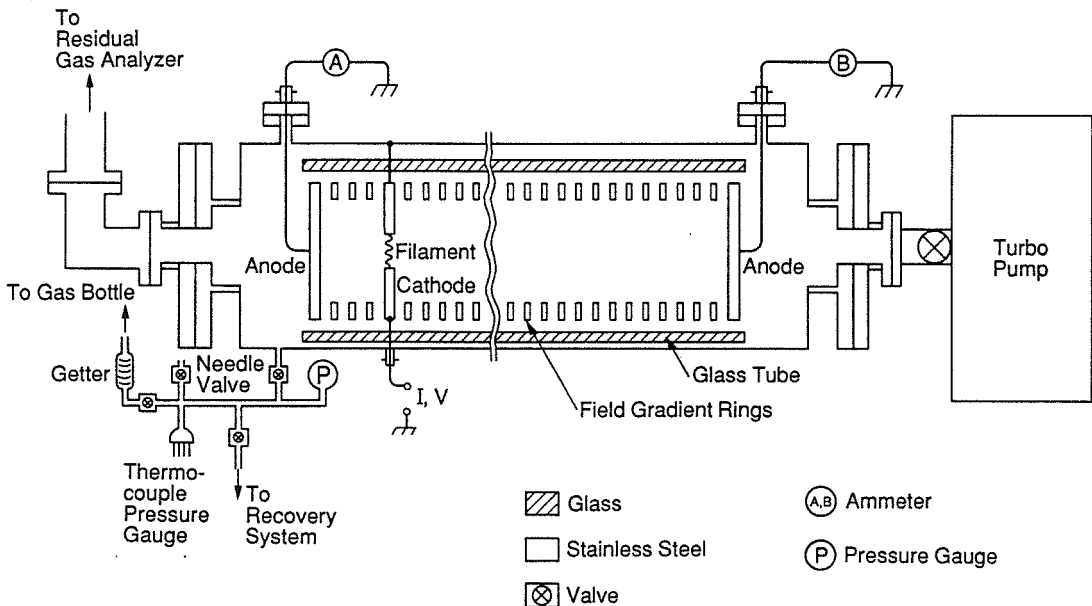 To
Residual
Gas Analyzer
A
B
Filament
Anode
Cathode
Anode
Turbo
Pump
To Gas Bottle
Getter
Needle
Valve
P
I, V
Glass Tube
Field Gradient Rings
Thermo-
couple
Pressure
Gauge
To
Recovery
System
Glass
Stainless Steel
Valve
A,B Ammeter
P Pressure Gauge